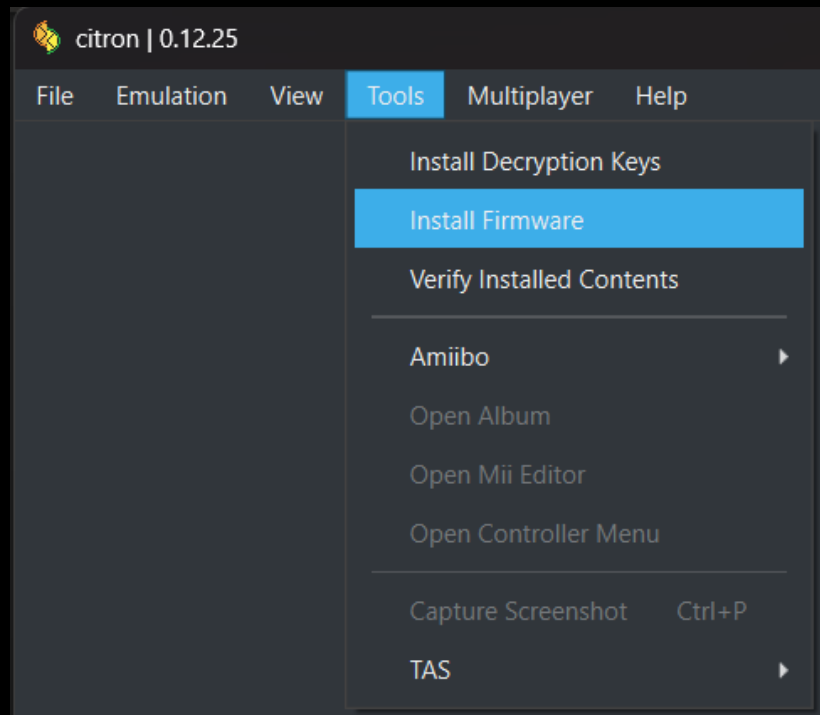 citron | 0.12.25
File Emulation View Tools Multiplayer Help
Install Decryption Keys
Install Firmware
Verify Installed Contents
Amiibo
Open Album
Open Mii Editor
Open Controller Menu
Capture Screenshot Ctrl+P
TAS